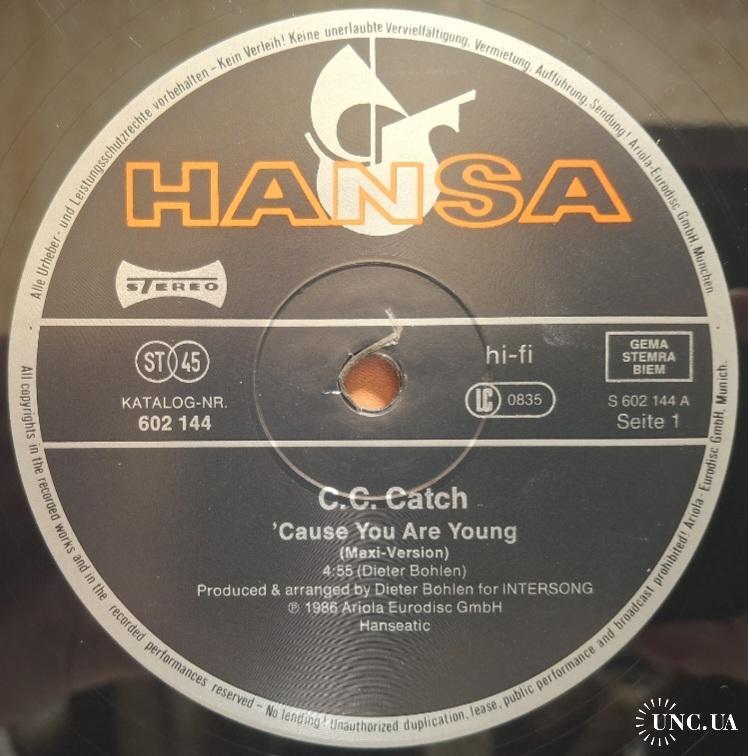 Alle Urheber- und Leistungsschutzrechte vorbehalten – Kein Verleih! Keine unerlaubte Vervielfältigung, Vermietung, Aufführung, Sendung! Ariola-Eurodisc GmbH, München.
HANSA
STEREO
ST 45
hi-fi
GEMA
STEMRA
BIEM
KATALOG-NR.
602 144
LC 0835
S 602 144 A
Seite 1
C.C. Catch
'Cause You Are Young
(Maxi-Version)
4:55 (Dieter Bohlen)
Produced & arranged by Dieter Bohlen for INTERSONG
℗ 1986 Ariola Eurodisc GmbH
Hanseatic
All copyrights in the recorded works and in the recorded performances reserved – No lending! Unauthorized duplication, lease, public performance and broadcast prohibited! Ariola-Eurodisc GmbH, Munich.
UNC.UA